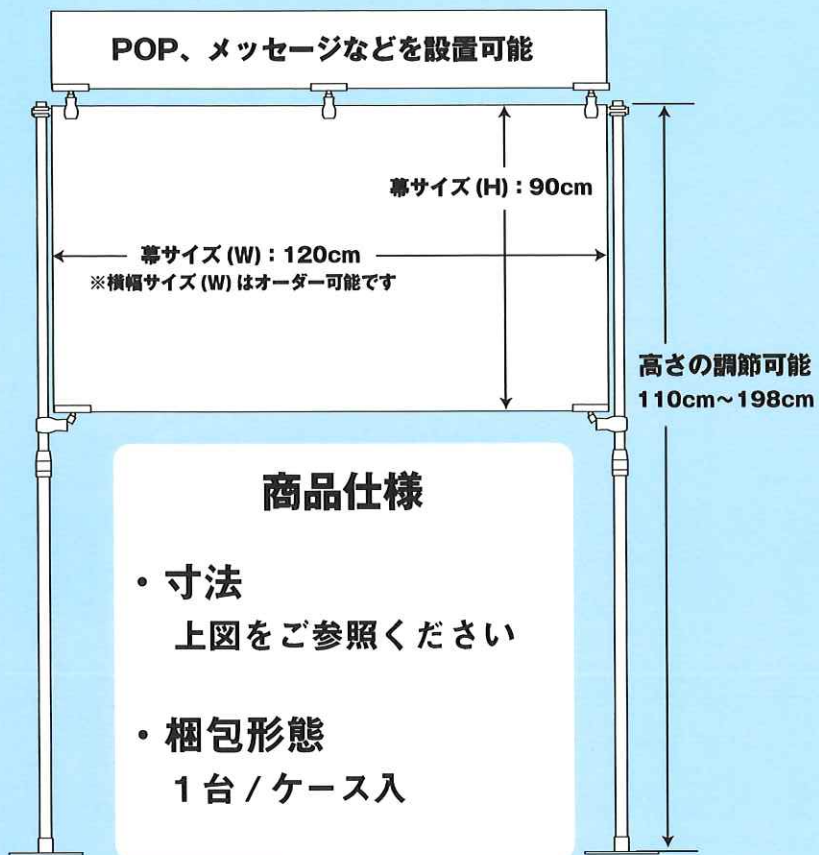 POP、メッセージなどを設置可能
幕サイズ (H)：90cm
幕サイズ (W)：120cm
※横幅サイズ (W) はオーダー可能です
高さの調節可能
110cm～198cm
商品仕様
・寸法
上図をご参照ください
・梱包形態
1 台 / ケース入